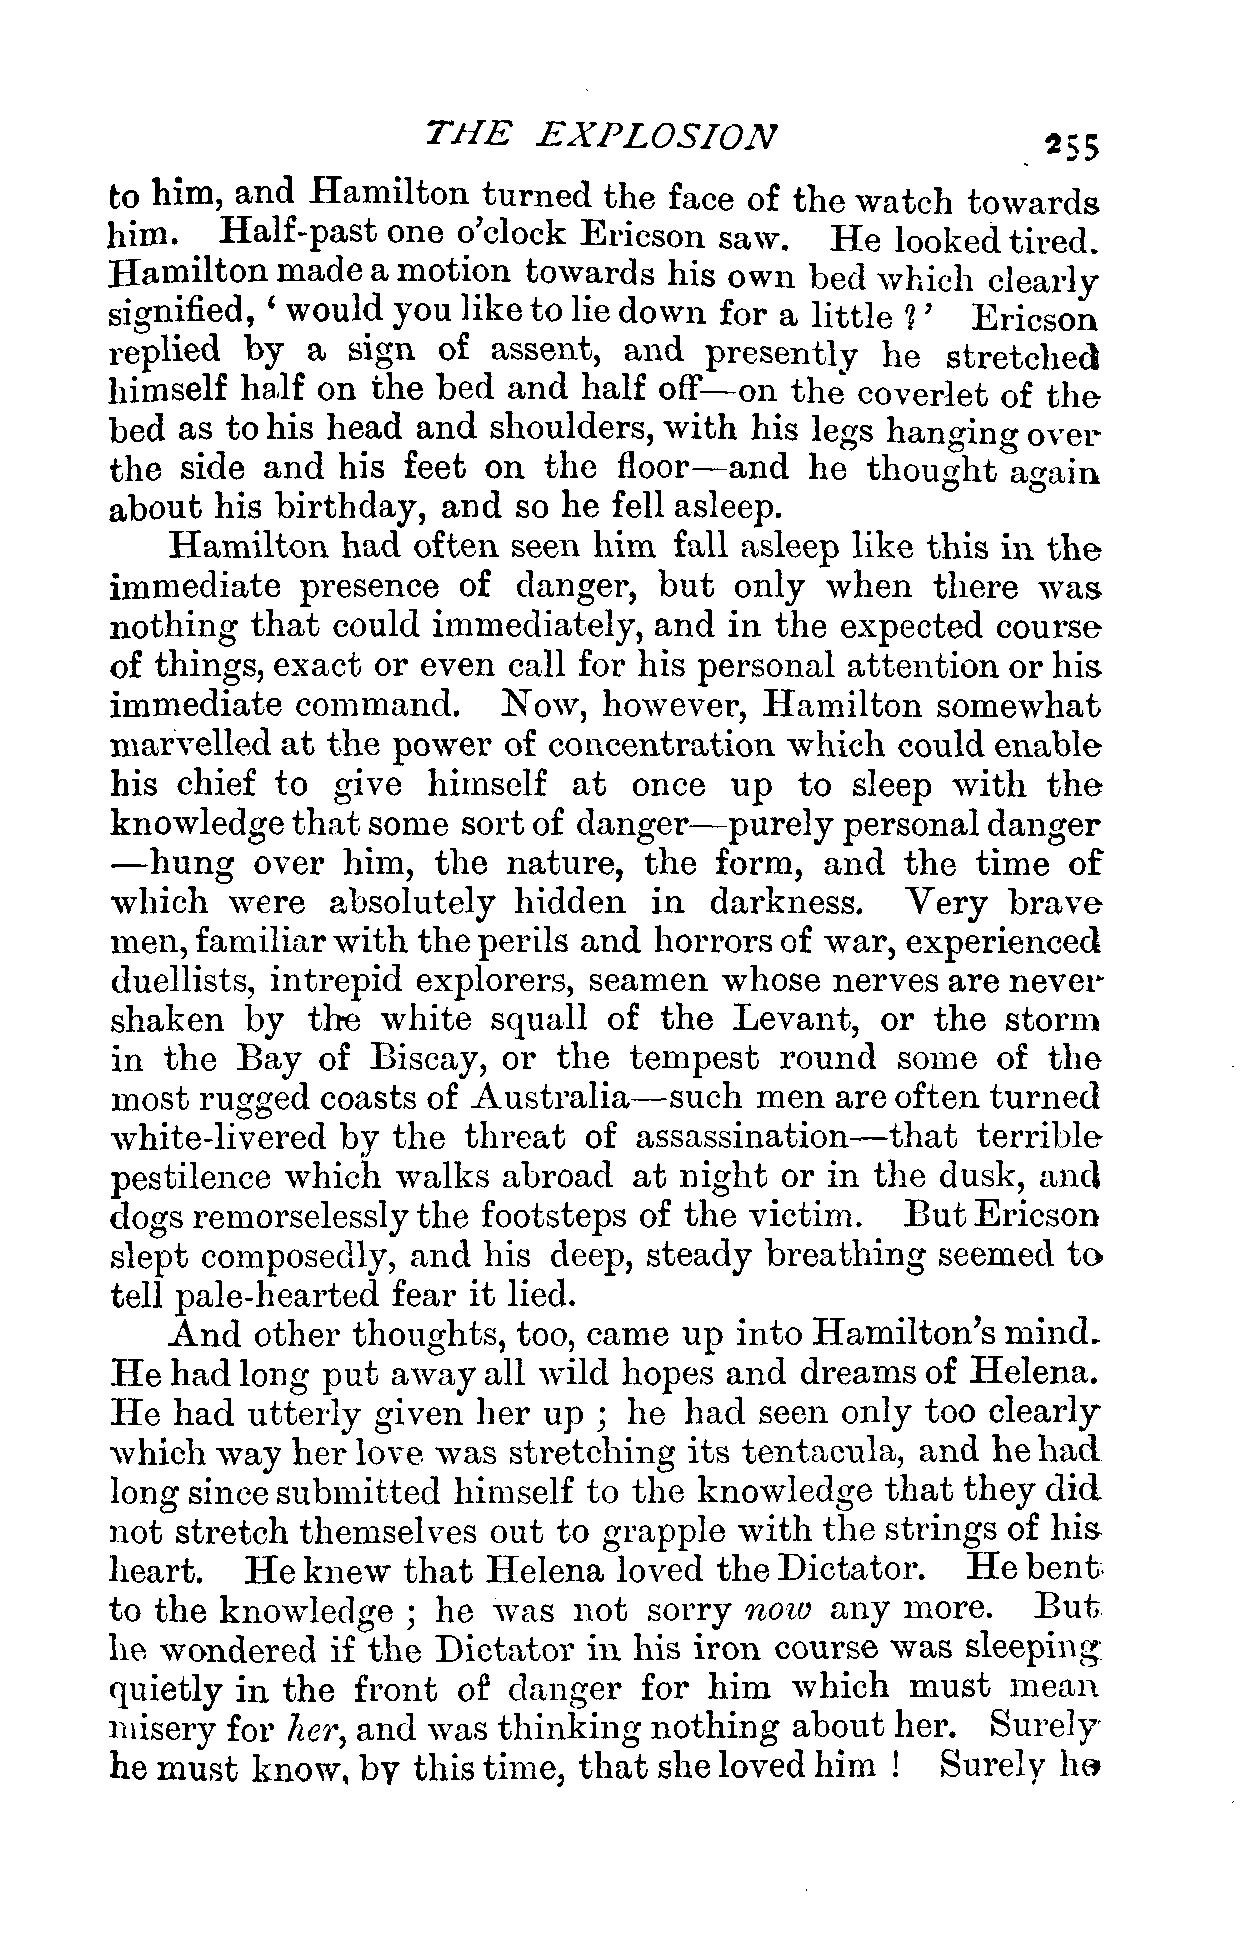 THE EXPLOSION 255
to him, and Hamilton turned the face of the watch towards
him. Half-past one o'clock Ericson saw. He looked tired.
Hamilton made a motion towards his own bed which clearly
signified, ‘ would you like to lie down for a little ?’ Ericson
replied by a sign of assent, and presently he stretched
himself half on the bed and half off—on the coverlet of the
bed as to his head and shoulders, with his legs hanging over
the side and his feet on the floor—and he thought again
about his birthday, and so he fell asleep.
Hamilton had often seen him fall asleep like this in the
immediate presence of danger, but only when there was
nothing that could immediately, and in the expected course
of things, exact or even call for his personal attention or his
immediate command. Now, however, Hamilton somewhat
marvelled at the power of concentration which could enable
his chief to give himself at once up to sleep with the
knowledge that some sort of danger—purely personal danger
—hung over him, the nature, the form, and the time of
which were absolutely hidden in darkness. Very brave
men, familiar with the perils and horrors of war, experienced
duellists, intrepid explorers, seamen whose nerves are never
shaken by the white squall of the Levant, or the storm
in the Bay of Biscay, or the tempest round some of the
most rugged coasts of Australia—such men are often turned
white-livered by the threat of assassination—that terrible
pestilence which walks abroad at night or in the dusk, and
dogs remorselessly the footsteps of the victim. But Ericson
slept composedly, and his deep, steady breathing seemed to
tell pale-hearted fear it lied.
And other thoughts, too, came up into Hamilton's mind.
He had long put away all wild hopes and dreams of Helena.
He had utterly given her up ; he had seen only too clearly
which way her love was stretching its tentacula, and he had
long since submitted himself to the knowledge that they did
not stretch themselves out to grapple with the strings of his
heart. He knew that Helena loved the Dictator. He bent
to the knowledge ; he was not sorry now any more. But
he wondered if the Dictator in his iron course was sleeping
quietly in the front of danger for him which must mean
misery for her, and was thinking nothing about her. Surely
he must know, by this time, that she loved him ! Surely he